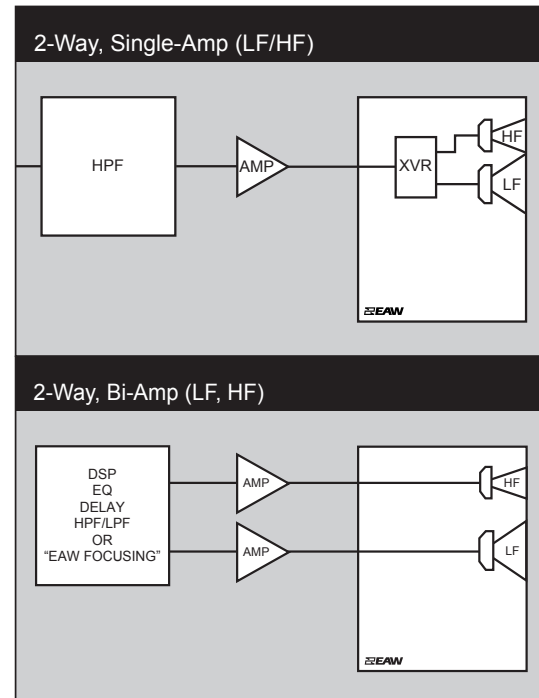 2-Way, Single-Amp (LF/HF)
HPF
AMP
XVR
HF
LF
EAW
2-Way, Bi-Amp (LF, HF)
DSP
EQ
DELAY
HPF/LPF
OR
“EAW FOCUSING”
AMP
HF
AMP
LF
EAW